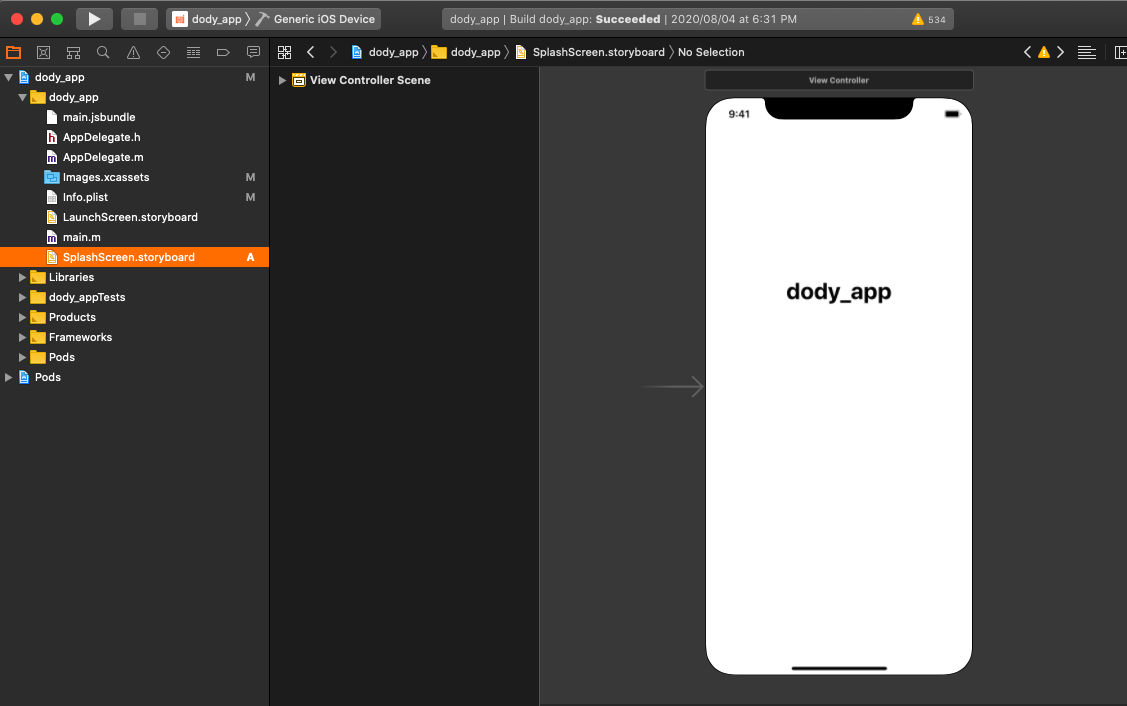 dody_app 〉 Generic iOS Device
dody_app | Build dody_app: Succeeded | 2020/08/04 at 6:31 PM
534
dody_app 〉 dody_app 〉 SplashScreen.storyboard 〉 No Selection
dody_app M
dody_app
main.jsbundle
AppDelegate.h
AppDelegate.m
Images.xcassets M
Info.plist M
LaunchScreen.storyboard
main.m
SplashScreen.storyboard A
Libraries
dody_appTests
Products
Frameworks
Pods
Pods
View Controller Scene
View Controller
9:41
dody_app